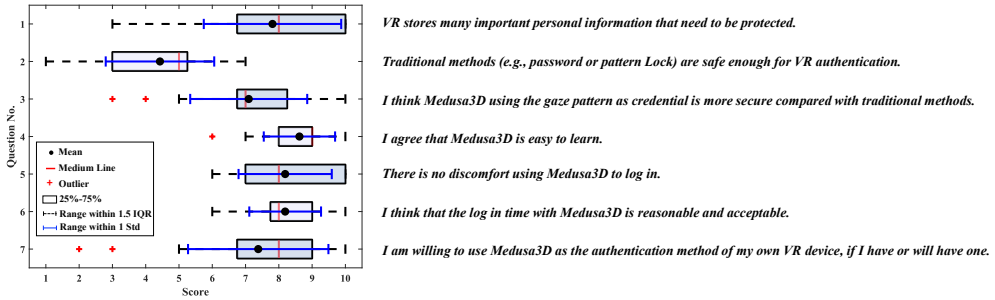 1 VR stores many important personal information that need to be protected.
2 Traditional methods (e.g., password or pattern Lock) are safe enough for VR authentication.
3 I think Medusa3D using the gaze pattern as credential is more secure compared with traditional methods.
4 I agree that Medusa3D is easy to learn.
5 There is no discomfort using Medusa3D to log in.
6 I think that the log in time with Medusa3D is reasonable and acceptable.
7 I am willing to use Medusa3D as the authentication method of my own VR device, if I have or will have one.
Question No.
Mean
Medium Line
Outlier
25%-75%
Range within 1.5 IQR
Range within 1 Std
1 2 3 4 5 6 7 8 9 10
Score